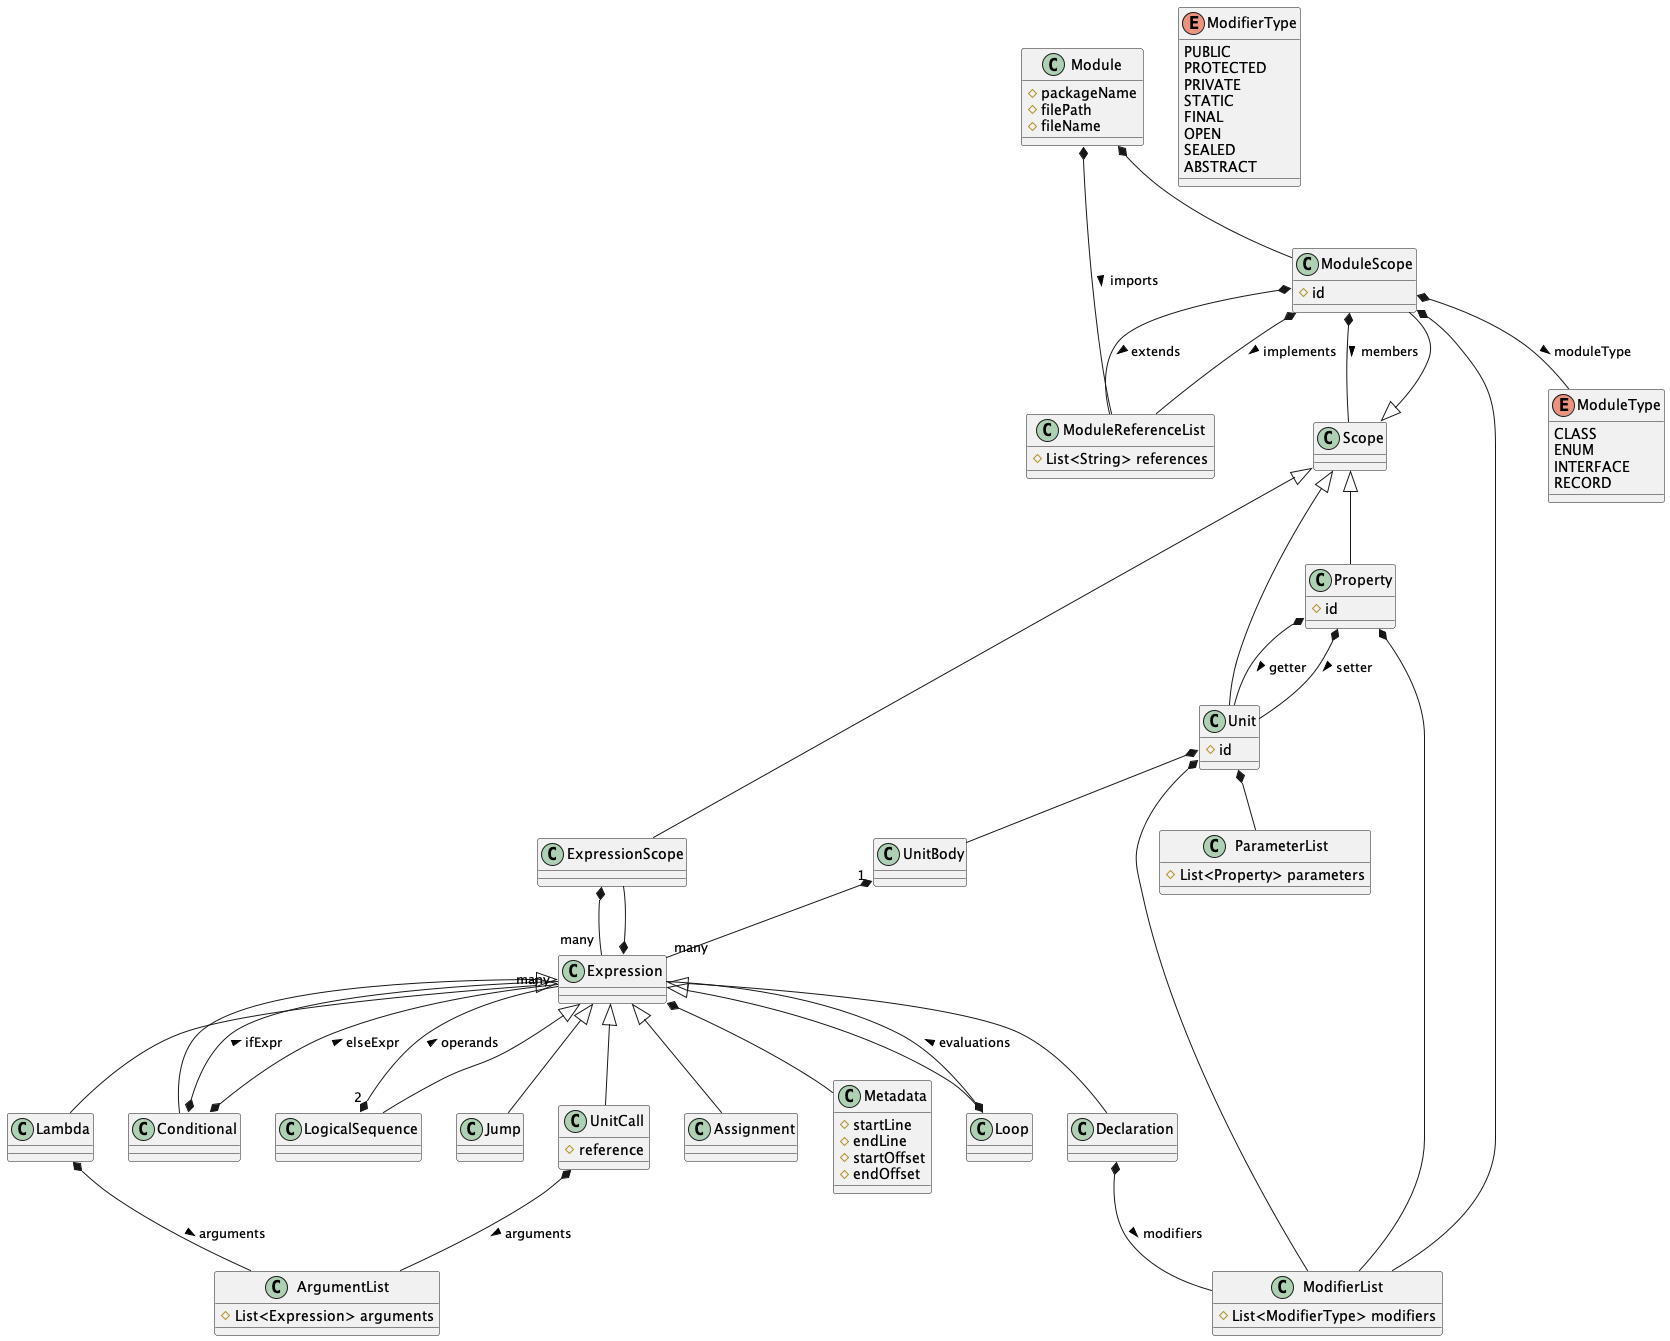 E ModifierType
PUBLIC
PROTECTED
PRIVATE
STATIC
FINAL
OPEN
SEALED
ABSTRACT
C Module
packageName
filePath
fileName
C ModuleScope
id
imports
extends
implements
members
moduleType
E ModuleType
CLASS
ENUM
INTERFACE
RECORD
C ModuleReferenceList
List<String> references
C Scope
C Property
id
getter
setter
C Unit
id
C ExpressionScope
C UnitBody
C ParameterList
List<Property> parameters
1
many
many
many
C Expression
ifExpr
elseExpr
operands
evaluations
2
C Lambda
C Conditional
C LogicalSequence
C Jump
C UnitCall
reference
C Assignment
C Metadata
startLine
endLine
startOffset
endOffset
C Loop
C Declaration
arguments
arguments
modifiers
C ArgumentList
List<Expression> arguments
C ModifierList
List<ModifierType> modifiers